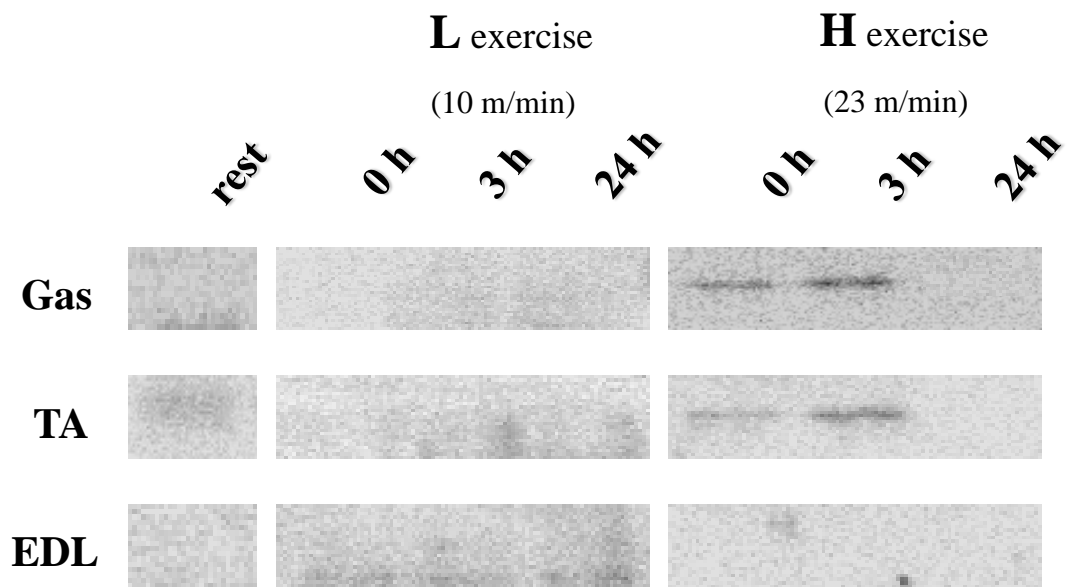 L exercise
H exercise
(10 m/min)
(23 m/min)
rest
0 h
3 h
24 h
0 h
3 h
24 h
Gas
TA
EDL